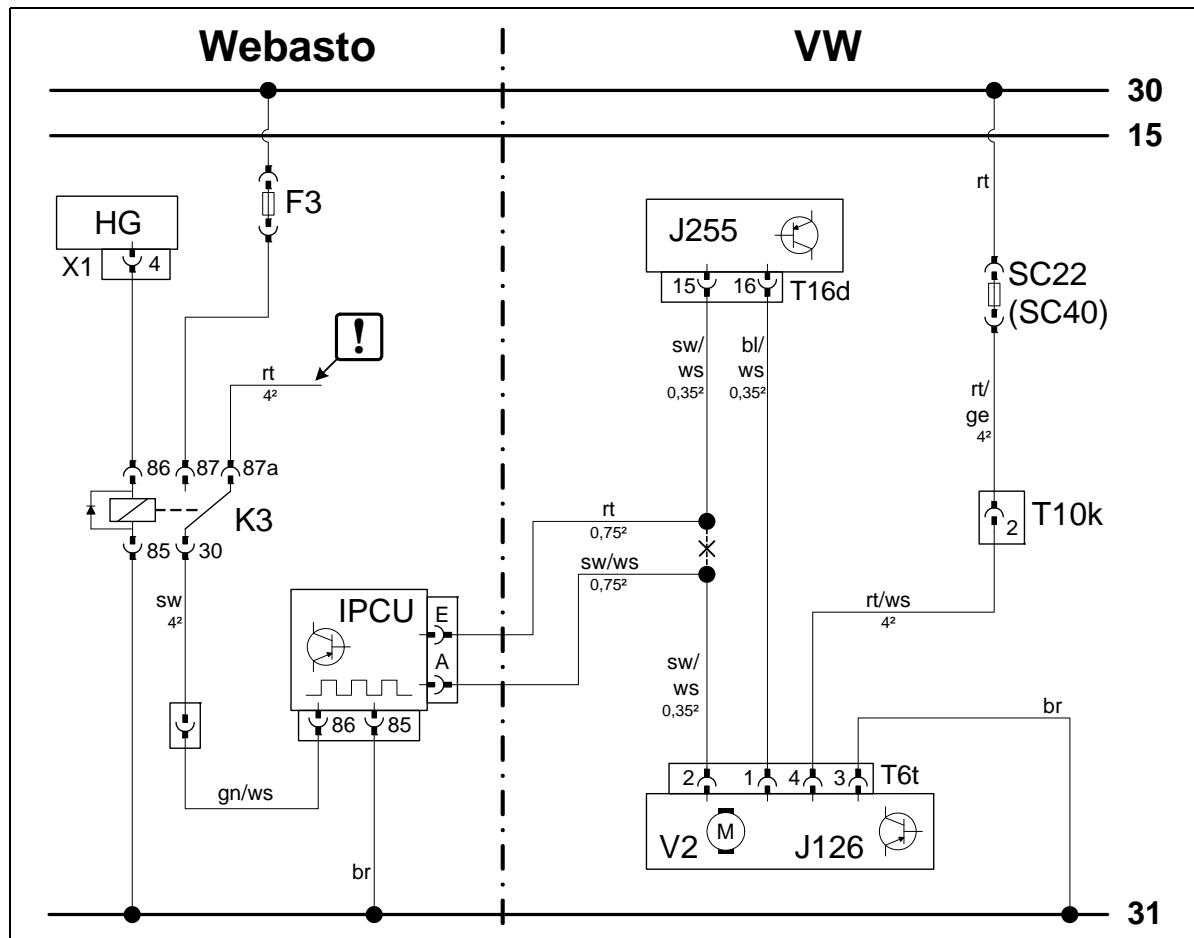 Webasto
VW
30
15
rt
F3
HG
X1
4
J255
15
16
T16d
SC22
(SC40)
!
rt
4²
sw/
ws
0,35²
bl/
ws
0,35²
rt/
ge
4²
86
87
87a
K3
85
30
T10k
2
rt
0,75²
sw/ws
0,75²
sw
4²
IPCU
E
A
rt/ws
4²
sw/
ws
0,35²
br
86
85
gn/ws
2
1
4
3
T6t
V2
M
J126
br
31